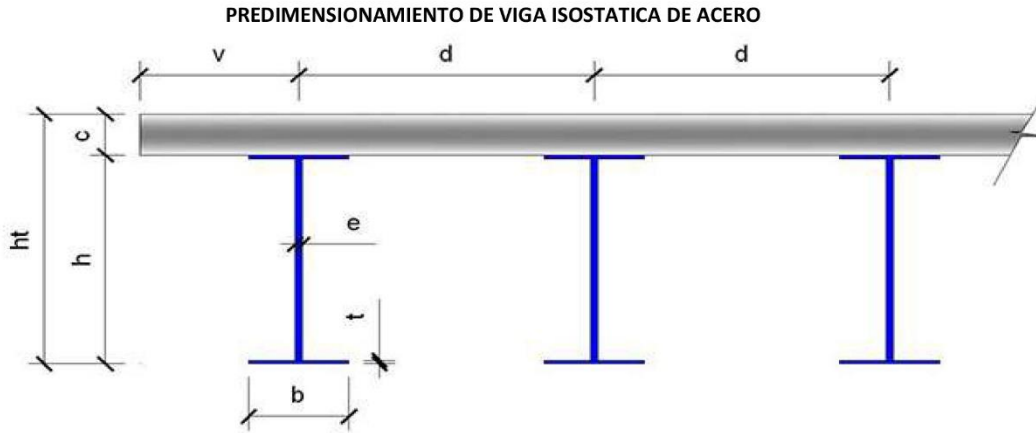 PREDIMENSIONAMIENTO DE VIGA ISOSTATICA DE ACERO
v d d
c
ht
h
e
t
b